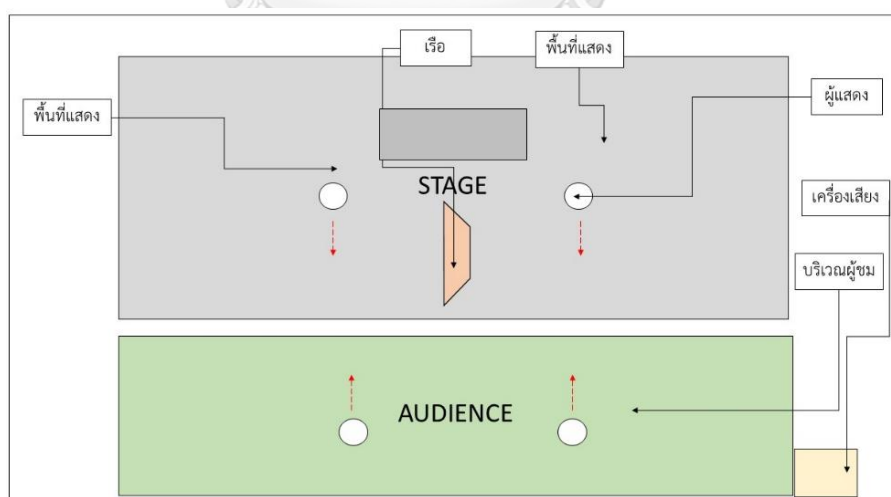 เรือ
พื้นที่แสดง
ผู้แสดง
พื้นที่แสดง
STAGE
เครื่องเสียง
บริเวณผู้ชม
AUDIENCE